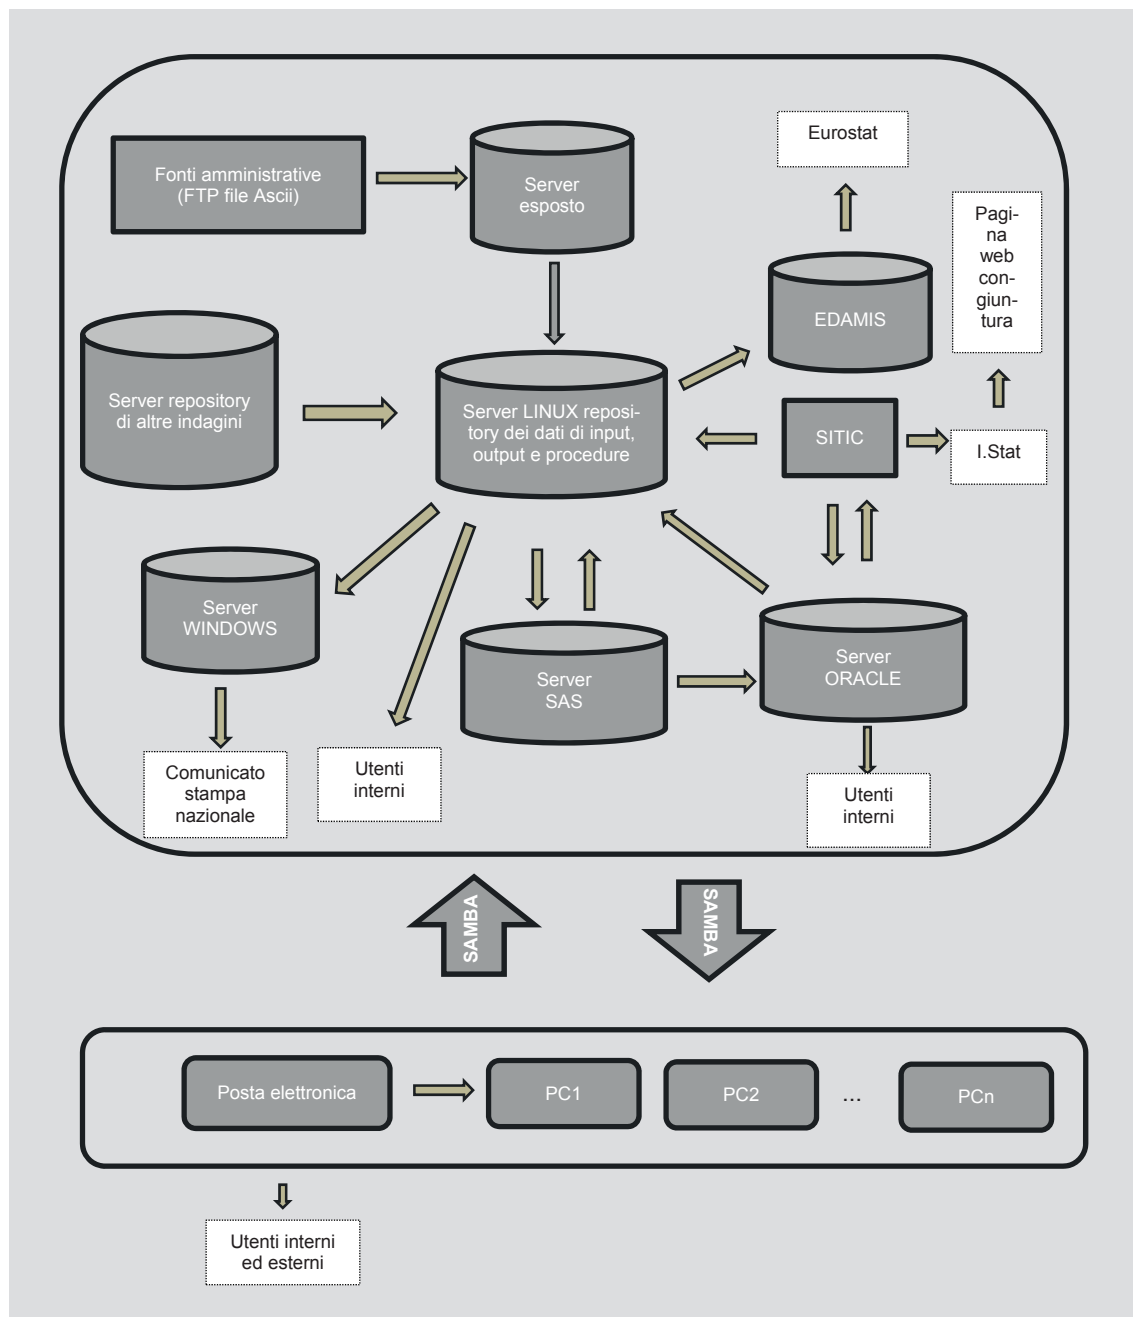 Eurostat
Fonti amministrative
(FTP file Ascii)
Server
esposto
Pagi-
na
web
con-
giun-
tura
EDAMIS
Server repository
di altre indagini
Server LINUX reposi-
tory dei dati di input,
output e procedure
SITIC
I.Stat
Server
WINDOWS
Server
SAS
Server
ORACLE
Comunicato
stampa
nazionale
Utenti
interni
Utenti
interni
SAMBA
SAMBA
Posta elettronica
PC1
PC2
...
PCn
Utenti interni
ed esterni